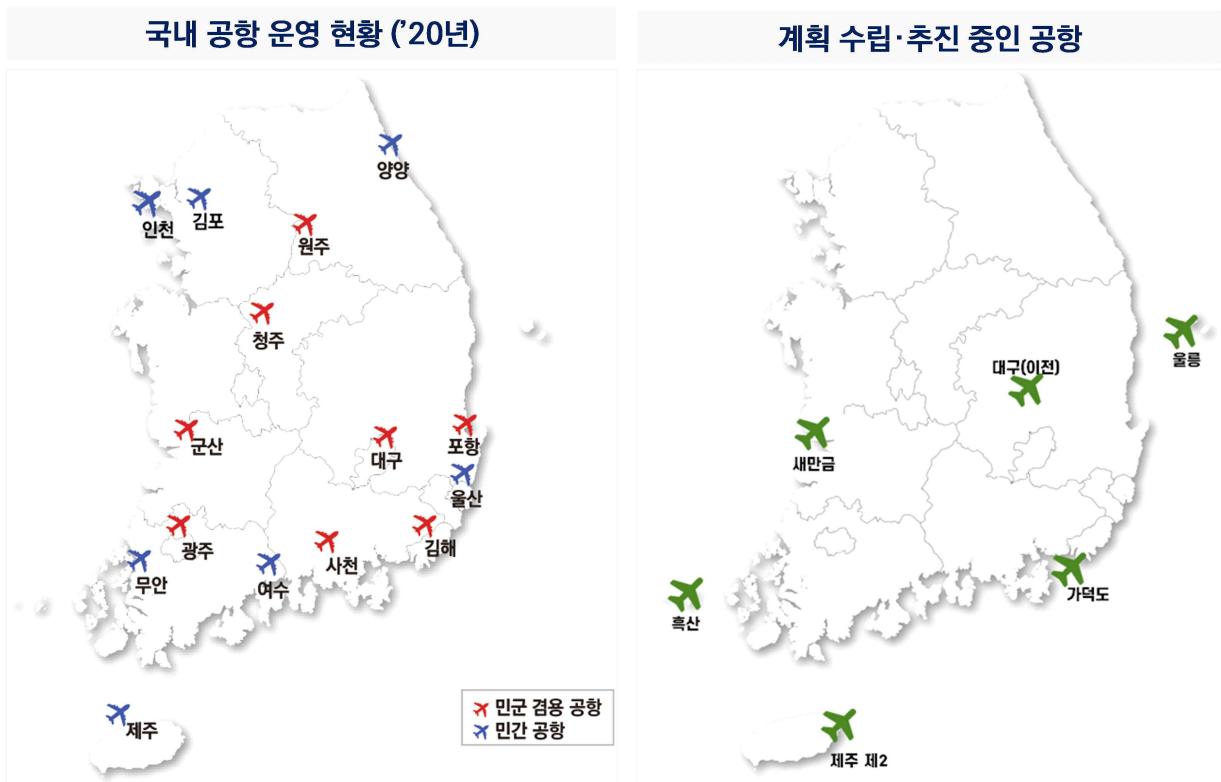 국내 공항 운영 현황 (’20년)
양양
인천
김포
원주
청주
군산
대구
포항
울산
광주
김해
무안
여수
사천
제주
민군 겸용 공항
민간 공항
계획 수립·추진 중인 공항
울릉
대구(이전)
새만금
가덕도
흑산
제주 제2